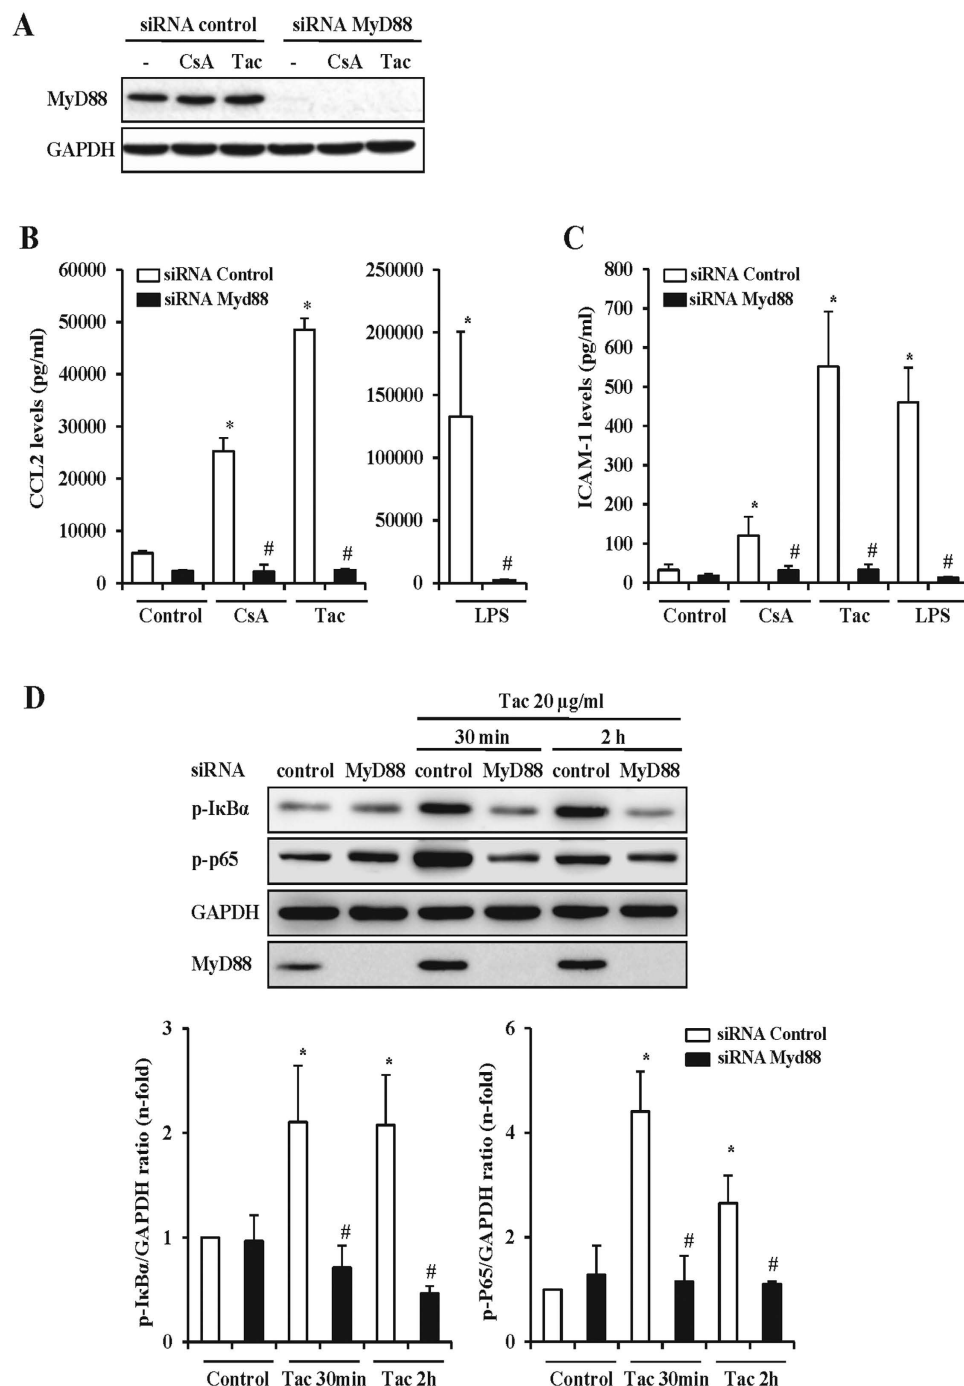 A
siRNA control siRNA MyD88
- CsA Tac - CsA Tac
MyD88
GAPDH
B
CCL2 levels (pg/ml)
60000
50000
40000
30000
20000
10000
0
siRNA Control
siRNA Myd88
* * # #
Control CsA Tac
250000
200000
150000
100000
50000
0
* #
LPS
C
ICAM-1 levels (pg/ml)
800
700
600
500
400
300
200
100
0
siRNA Control
siRNA Myd88
* # * # * #
Control CsA Tac LPS
D
Tac 20 µg/ml
30 min 2 h
siRNA control MyD88 control MyD88 control MyD88
p-IκBα
p-p65
GAPDH
MyD88
p-IκBα/GAPDH ratio (n-fold)
3
2
1
0
* # * #
Control Tac 30min Tac 2h
p-P65/GAPDH ratio (n-fold)
6
4
2
0
siRNA Control
siRNA Myd88
* # * #
Control Tac 30min Tac 2h